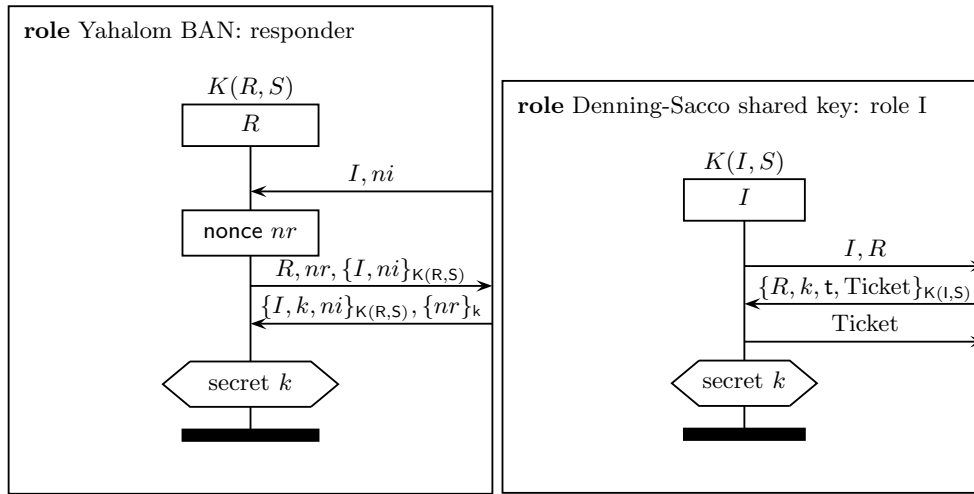 role Yahalom BAN: responder
K(R, S)
R
I, ni
nonce nr
R, nr, {I, ni}K(R,S)
{I, k, ni}K(R,S), {nr}k
secret k
role Denning-Sacco shared key: role I
K(I, S)
I
I, R
{R, k, t, Ticket}K(I,S)
Ticket
secret k